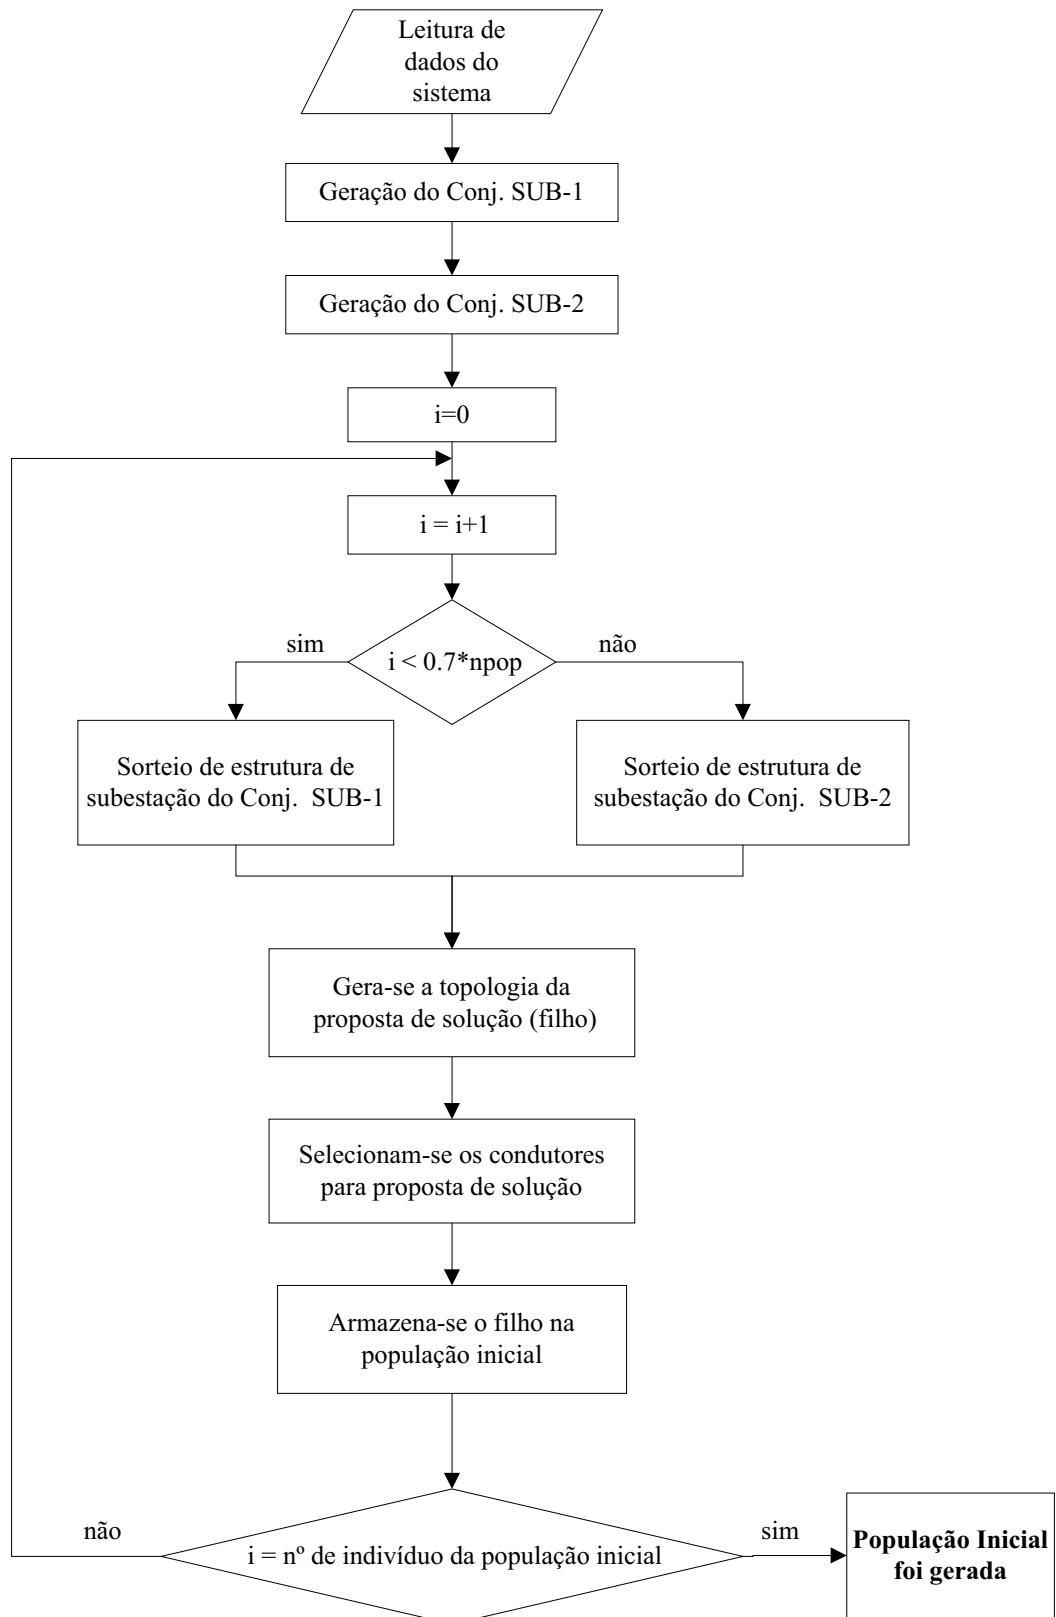 Leitura de
dados do
sistema
Geração do Conj. SUB-1
Geração do Conj. SUB-2
i=0
i = i+1
sim
i < 0.7*npop
não
Sorteio de estrutura de
subestação do Conj. SUB-1
Sorteio de estrutura de
subestação do Conj. SUB-2
Gera-se a topologia da
proposta de solução (filho)
Selecionam-se os condutores
para proposta de solução
Armazena-se o filho na
população inicial
não
i = nº de indivíduo da população inicial
sim
População Inicial
foi gerada